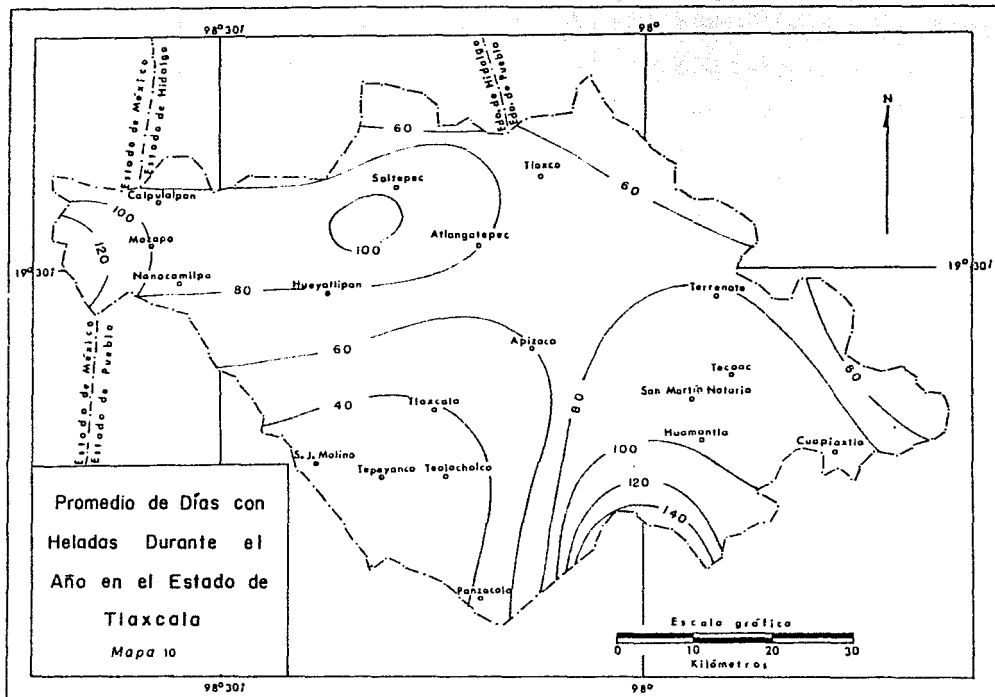 98° 30'
98°
Estado de México
Estado de Hidalgo
Edo. de Hidalgo
Edo. de Puebla
N
60
Tlaxco
Saltepec
60
Calpulalpan
100
100
Atlangatepec
Mazapa
120
19° 30'
19° 30'
Nanacamilpa
80
Hueyotlipan
Terrenate
Estado de México
Estado de Puebla
60
Apizaco
80
60
Tecoac
San Martín Notario
40
Tlaxcala
Huamantla
Cuapiaxtla
100
S. J. Molino
Tepeyanco
Teolocholco
120
140
Promedio de Días con
Heladas Durante el
Año en el Estado de
Tlaxcala
Mapa 10
Panzacola
Escala gráfica
0 10 20 30
Kilómetros
98° 30'
98°